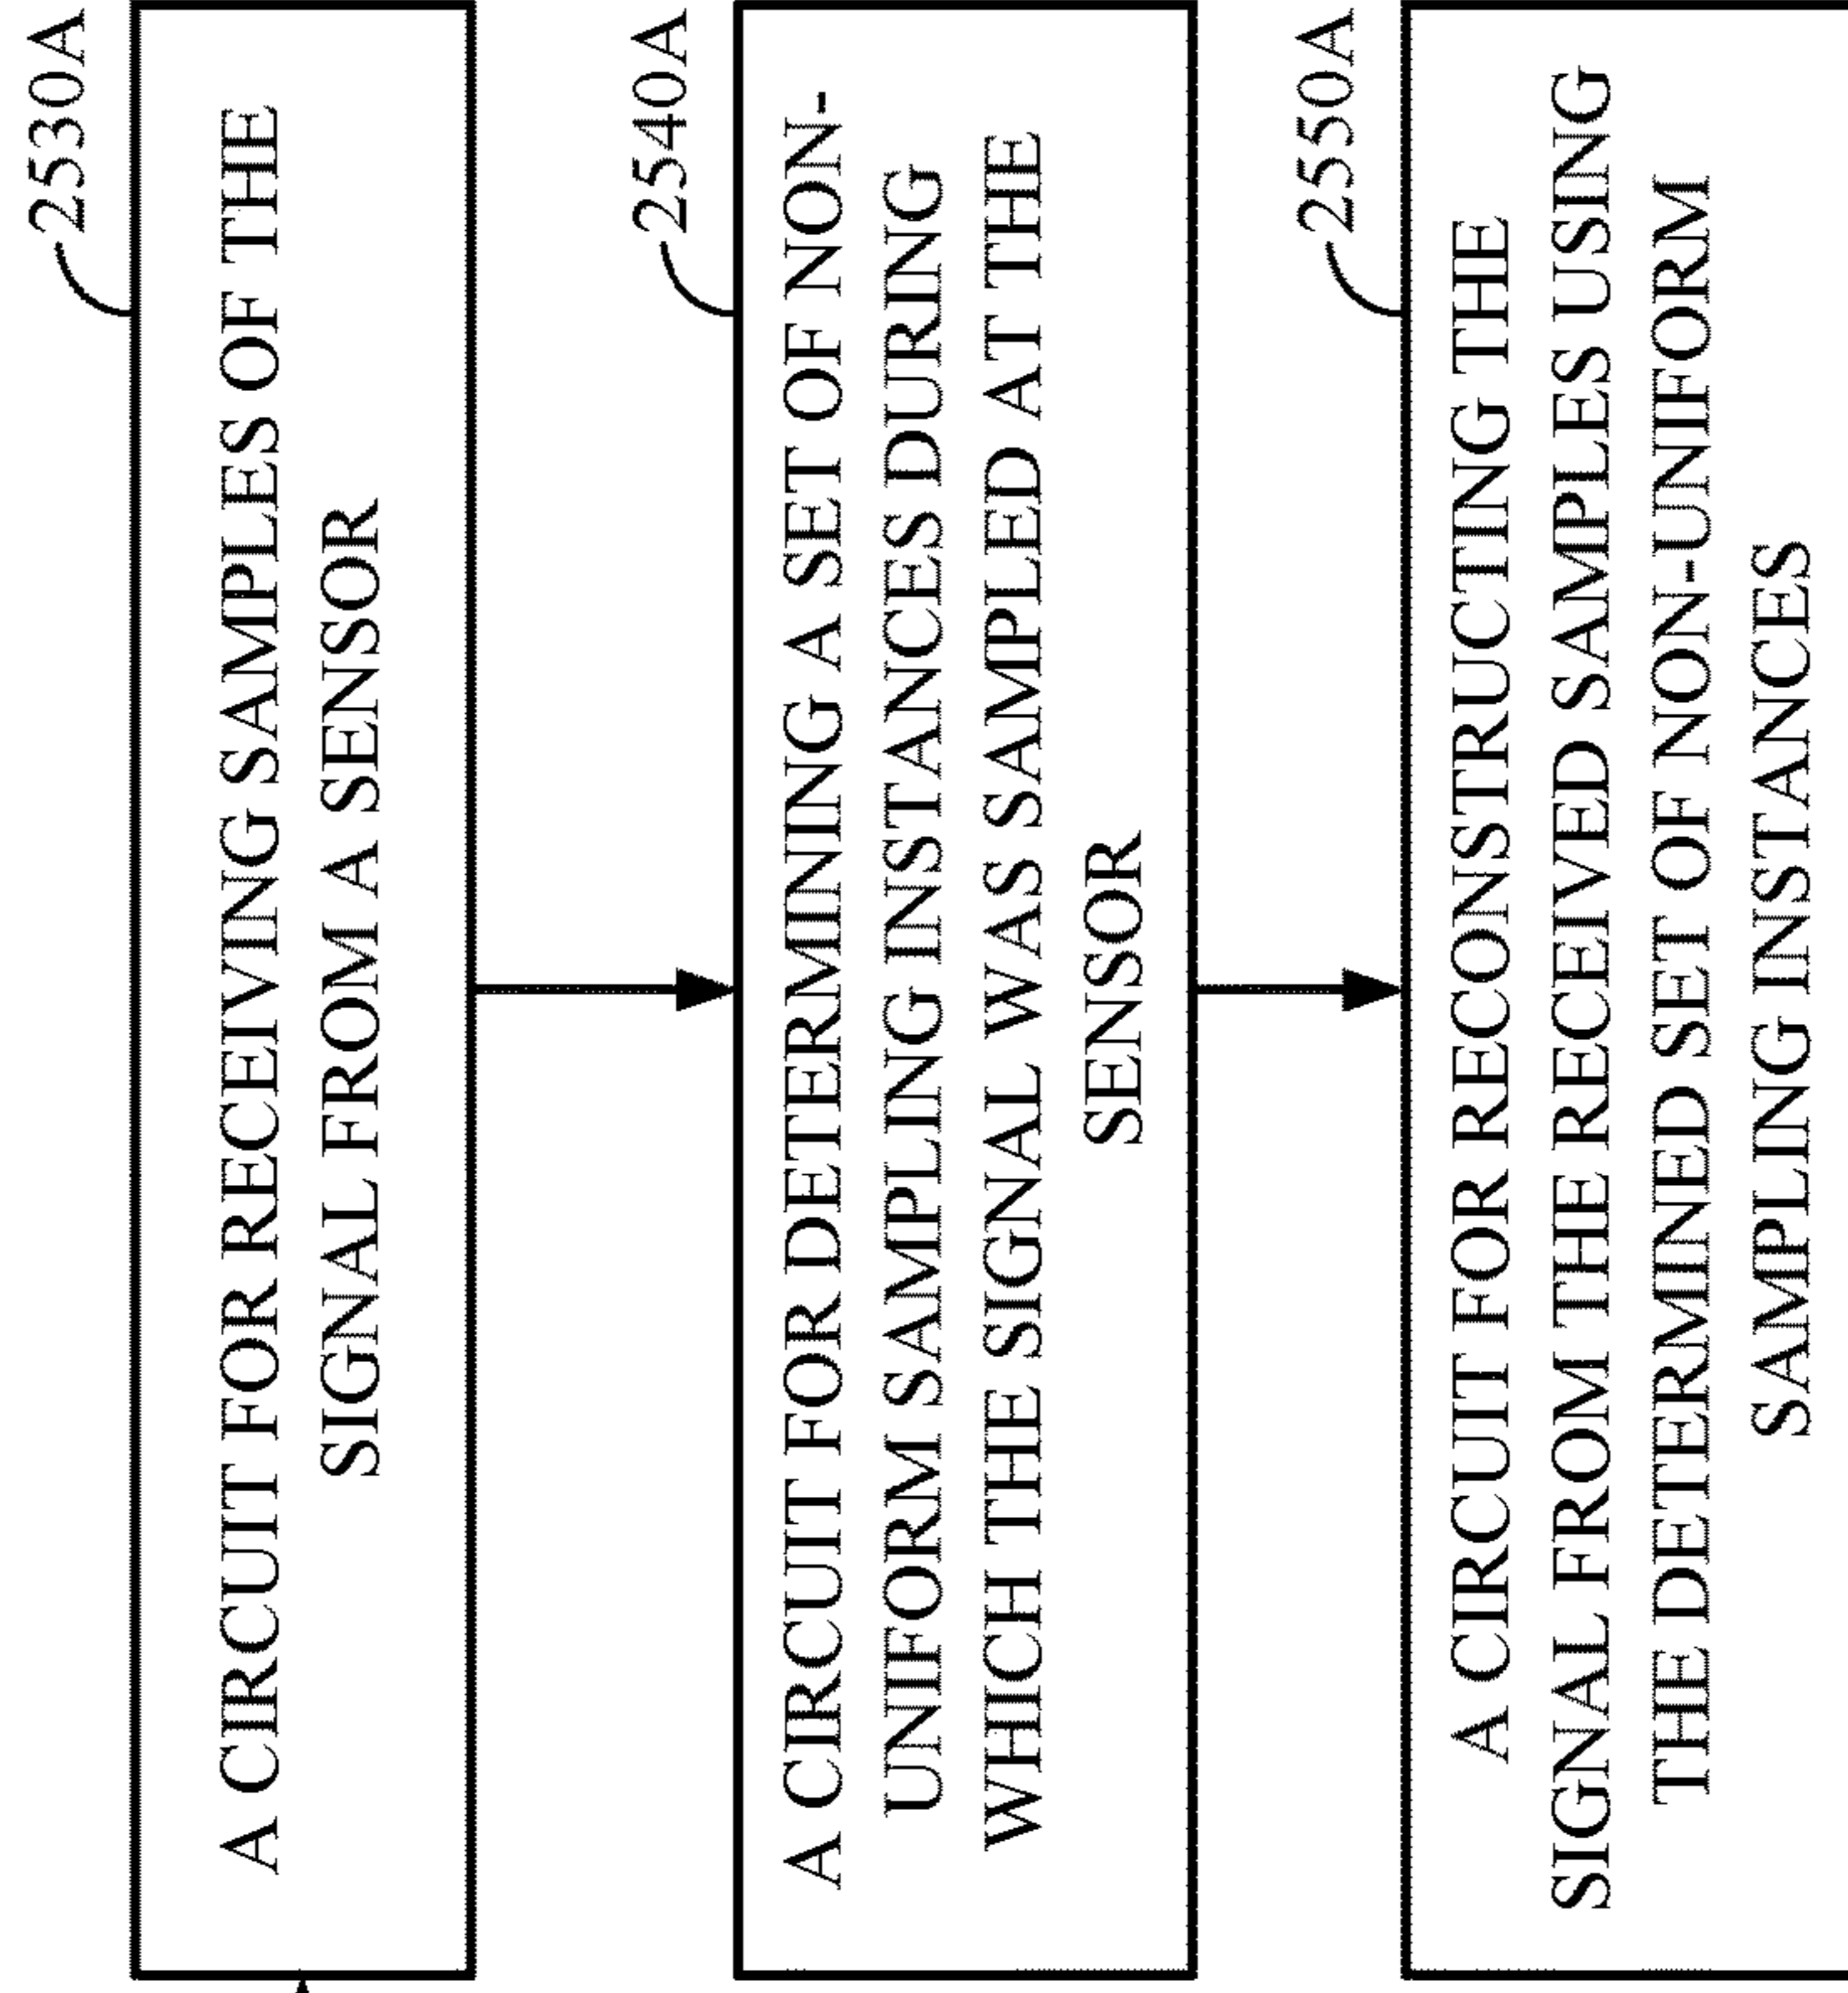 2530A
A CIRCUIT FOR RECEIVING SAMPLES OF THE
SIGNAL FROM A SENSOR
2540A
A CIRCUIT FOR DETERMINING A SET OF NON-
UNIFORM SAMPLING INSTANCES DURING
WHICH THE SIGNAL WAS SAMPLED AT THE
SENSOR
2550A
A CIRCUIT FOR RECONSTRUCTING THE
SIGNAL FROM THE RECEIVED SAMPLES USING
THE DETERMINED SET OF NON-UNIFORM
SAMPLING INSTANCES